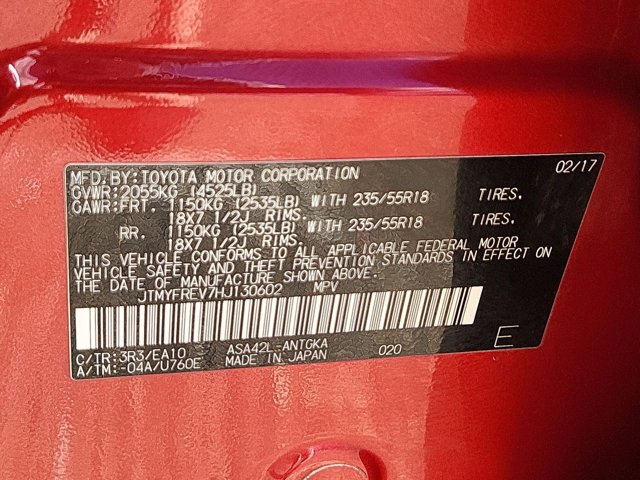 MFD. BY: TOYOTA MOTOR CORPORATION 02/17
GVWR: 2055KG (4525LB)
GAWR: FRT. 1150KG (2535LB) WITH 235/55R18 TIRES.
18X7 1/2J RIMS.
RR. 1150KG (2535LB) WITH 235/55R18 TIRES.
18X7 1/2J RIMS.
THIS VEHICLE CONFORMS TO ALL APPLICABLE FEDERAL MOTOR
VEHICLE SAFETY AND THEFT PREVENTION STANDARDS IN EFFECT ON
THE DATE OF MANUFACTURE SHOWN ABOVE.
JTMYFREV7HJ130602 MPV
C/TR: 3R3/EA10 ASA42L-ANTGKA 020 E
A/TM: -04A/U760E MADE IN JAPAN